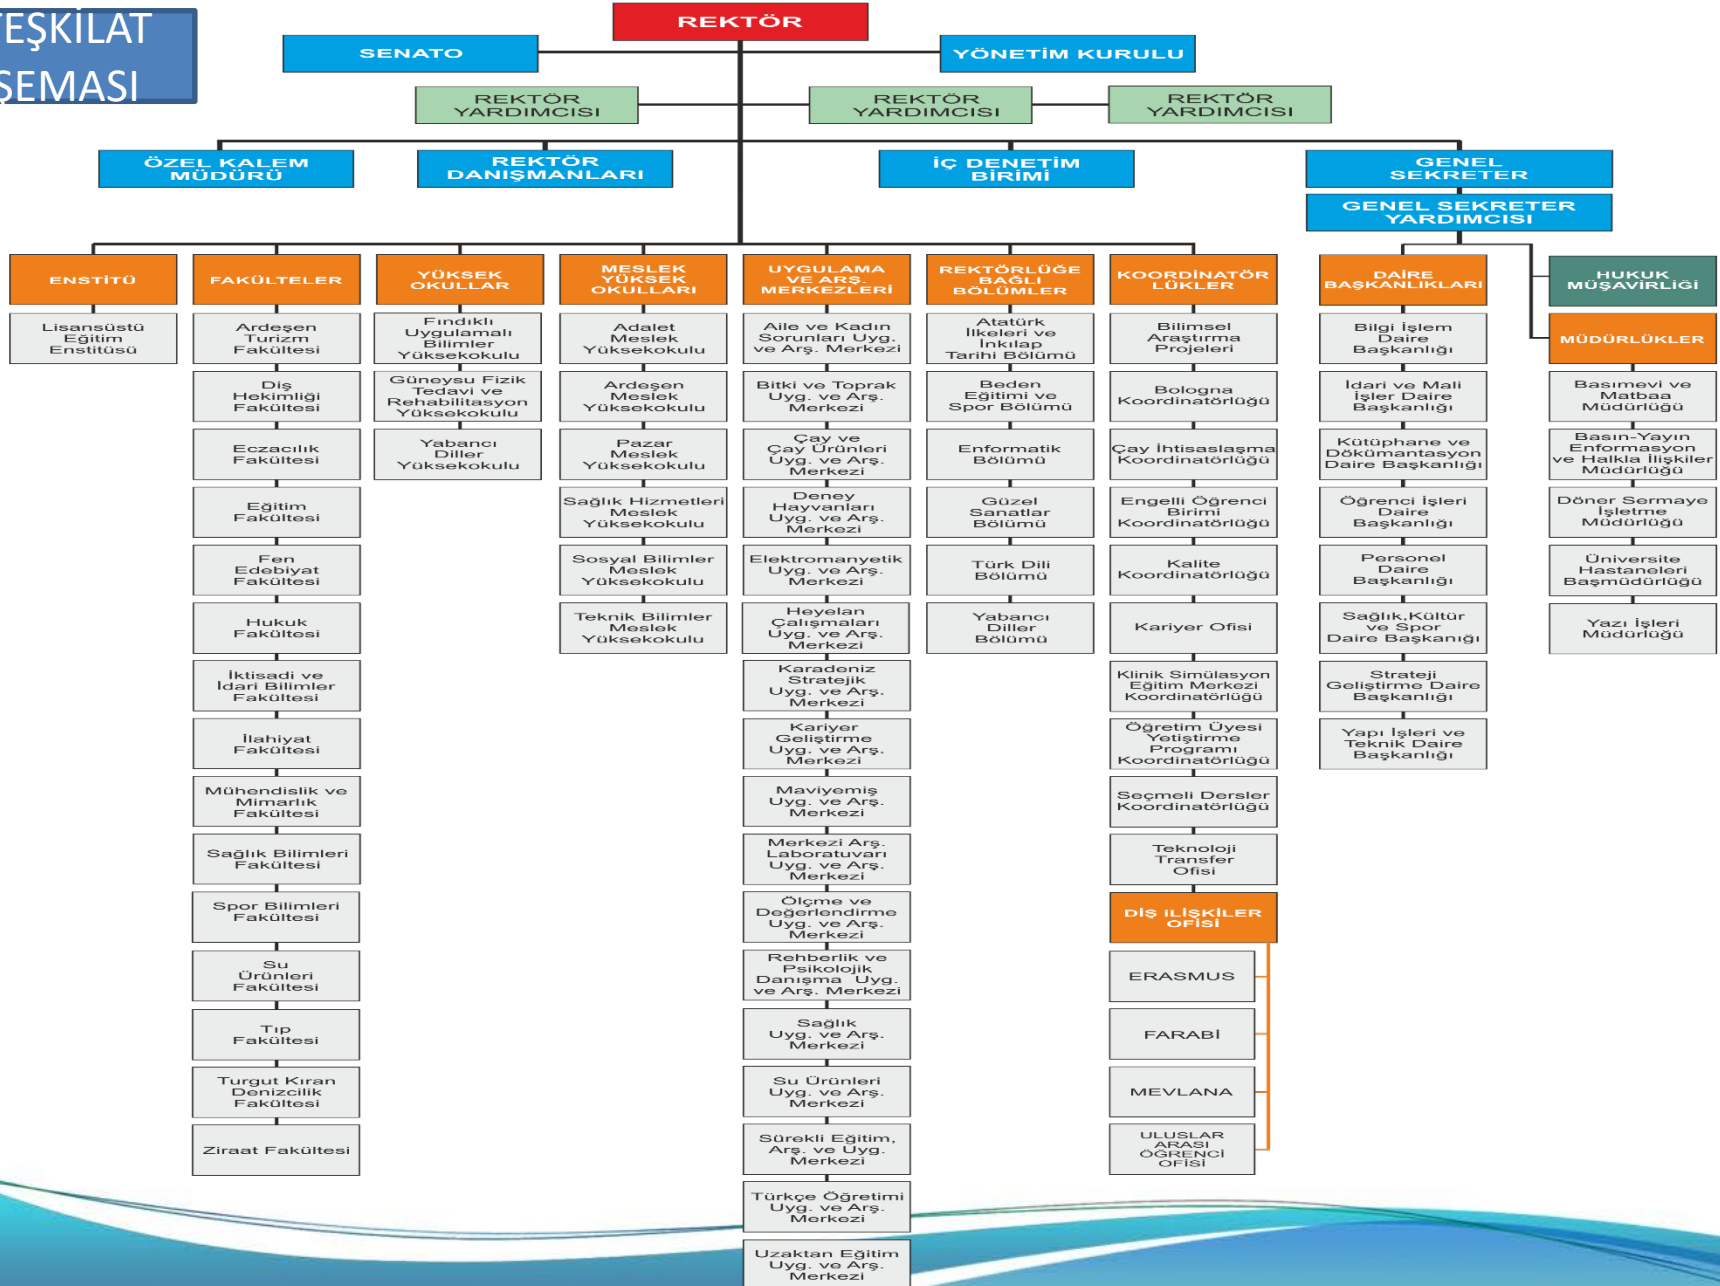 TEŞKİLAT
ŞEMASI
REKTÖR
SENATO
YÖNETİM KURULU
REKTÖR
YARDIMCISI
REKTÖR
YARDIMCISI
REKTÖR
YARDIMCISI
ÖZEL KALEM
MÜDÜRÜ
REKTÖR
DANIŞMANLARI
İÇ DENETİM
BİRİMİ
GENEL
SEKRETER
GENEL SEKRETER
YARDIMCISI
ENSTİTÜ
Lisansüstü
Eğitim
Enstitüsü
FAKÜLTELER
Ardeşen
Turizm
Fakültesi
Diş
Hekimliği
Fakültesi
Eczacılık
Fakültesi
Eğitim
Fakültesi
Fen
Edebiyat
Fakültesi
Hukuk
Fakültesi
İktisadi ve
İdari Bilimler
Fakültesi
İlahiyat
Fakültesi
Mühendislik ve
Mimarlık
Fakültesi
Sağlık Bilimleri
Fakültesi
Spor Bilimleri
Fakültesi
Su
Ürünleri
Fakültesi
Tıp
Fakültesi
Turgut Kıran
Denizcilik
Fakültesi
Ziraat Fakültesi
YÜKSEK
OKULLAR
Fındıklı
Uygulamalı
Bilimler
Yüksekokulu
Güneysu Fizik
Tedavi ve
Rehabilitasyon
Yüksekokulu
Yabancı
Diller
Yüksekokulu
MESLEK
YÜKSEK
OKULLARI
Adalet
Meslek
Yüksekokulu
Ardeşen
Meslek
Yüksekokulu
Pazar
Meslek
Yüksekokulu
Sağlık Hizmetleri
Meslek
Yüksekokulu
Sosyal Bilimler
Meslek
Yüksekokulu
Teknik Bilimler
Meslek
Yüksekokulu
UYGULAMA
VE ARŞ.
MERKEZLERİ
Aile ve Kadın
Sorunları Uyg.
ve Arş. Merkezi
Bitki ve Toprak
Uyg. ve Arş.
Merkezi
Çay ve
Çay Ürünleri
Uyg. ve Arş.
Merkezi
Deney
Hayvanları
Uyg. ve Arş.
Merkezi
Elektromanyetik
Uyg. ve Arş.
Merkezi
Heyelan
Çalışmaları
Uyg. ve Arş.
Merkezi
Karadeniz
Stratejik
Uyg. ve Arş.
Merkezi
Kariyer
Geliştirme
Uyg. ve Arş.
Merkezi
Maviyemiş
Uyg. ve Arş.
Merkezi
Merkezi Arş.
Laboratuvarı
Uyg. ve Arş.
Merkezi
Ölçme ve
Değerlendirme
Uyg. ve Arş.
Merkezi
Rehberlik ve
Psikolojik
Danışma Uyg.
ve Arş. Merkezi
Sağlık
Uyg. ve Arş.
Merkezi
Su Ürünleri
Uyg. ve Arş.
Merkezi
Sürekli Eğitim,
Arş. ve Uyg.
Merkezi
Türkçe Öğretimi
Uyg. ve Arş.
Merkezi
Uzaktan Eğitim
Uyg. ve Arş.
Merkezi
REKTÖRLÜĞE
BAĞLI
BÖLÜMLER
Atatürk
İlkeleri ve
İnkılap
Tarihi Bölümü
Beden
Eğitimi ve
Spor Bölümü
Enformatik
Bölümü
Güzel
Sanatlar
Bölümü
Türk Dili
Bölümü
Yabancı
Diller
Bölümü
KOORDİNATÖR
LÜKLER
Bilimsel
Araştırma
Projeleri
Bologna
Koordinatörlüğü
Çay İhtisaslaşma
Koordinatörlüğü
Engelli Öğrenci
Birimi
Koordinatörlüğü
Kalite
Koordinatörlüğü
Kariyer Ofisi
Klinik Simülasyon
Eğitim Merkezi
Koordinatörlüğü
Öğretim Üyesi
Yetiştirme
Programı
Koordinatörlüğü
Seçmeli Dersler
Koordinatörlüğü
Teknoloji
Transfer
Ofisi
DİŞ iLİŞKİLER
OFİSİ
ERASMUS
FARABİ
MEVLANA
ULUSLAR
ARASI
ÖĞRENCİ
OFİSİ
DAİRE
BAŞKANLIKLARI
Bilgi İşlem
Daire
Başkanlığı
İdari ve Mali
İşler Daire
Başkanlığı
Kütüphane ve
Dökümantasyon
Daire Başkanlığı
Öğrenci İşleri
Daire
Başkanlığı
Personel
Daire
Başkanlığı
Sağlık,Kültür
ve Spor
Daire Başkanığı
Strateji
Geliştirme Daire
Başkanlığı
Yapı İşleri ve
Teknik Daire
Başkanlığı
HUKUK
MÜŞAVİRLİĞİ
MÜDÜRLÜKLER
Basımevi ve
Matbaa
Müdürlüğü
Basın-Yayın
Enformasyon
ve Halkla İlişkiler
Müdürlüğü
Döner Sermaye
İşletme
Müdürlüğü
Üniversite
Hastaneleri
Başmüdürlüğü
Yazı İşleri
Müdürlüğü